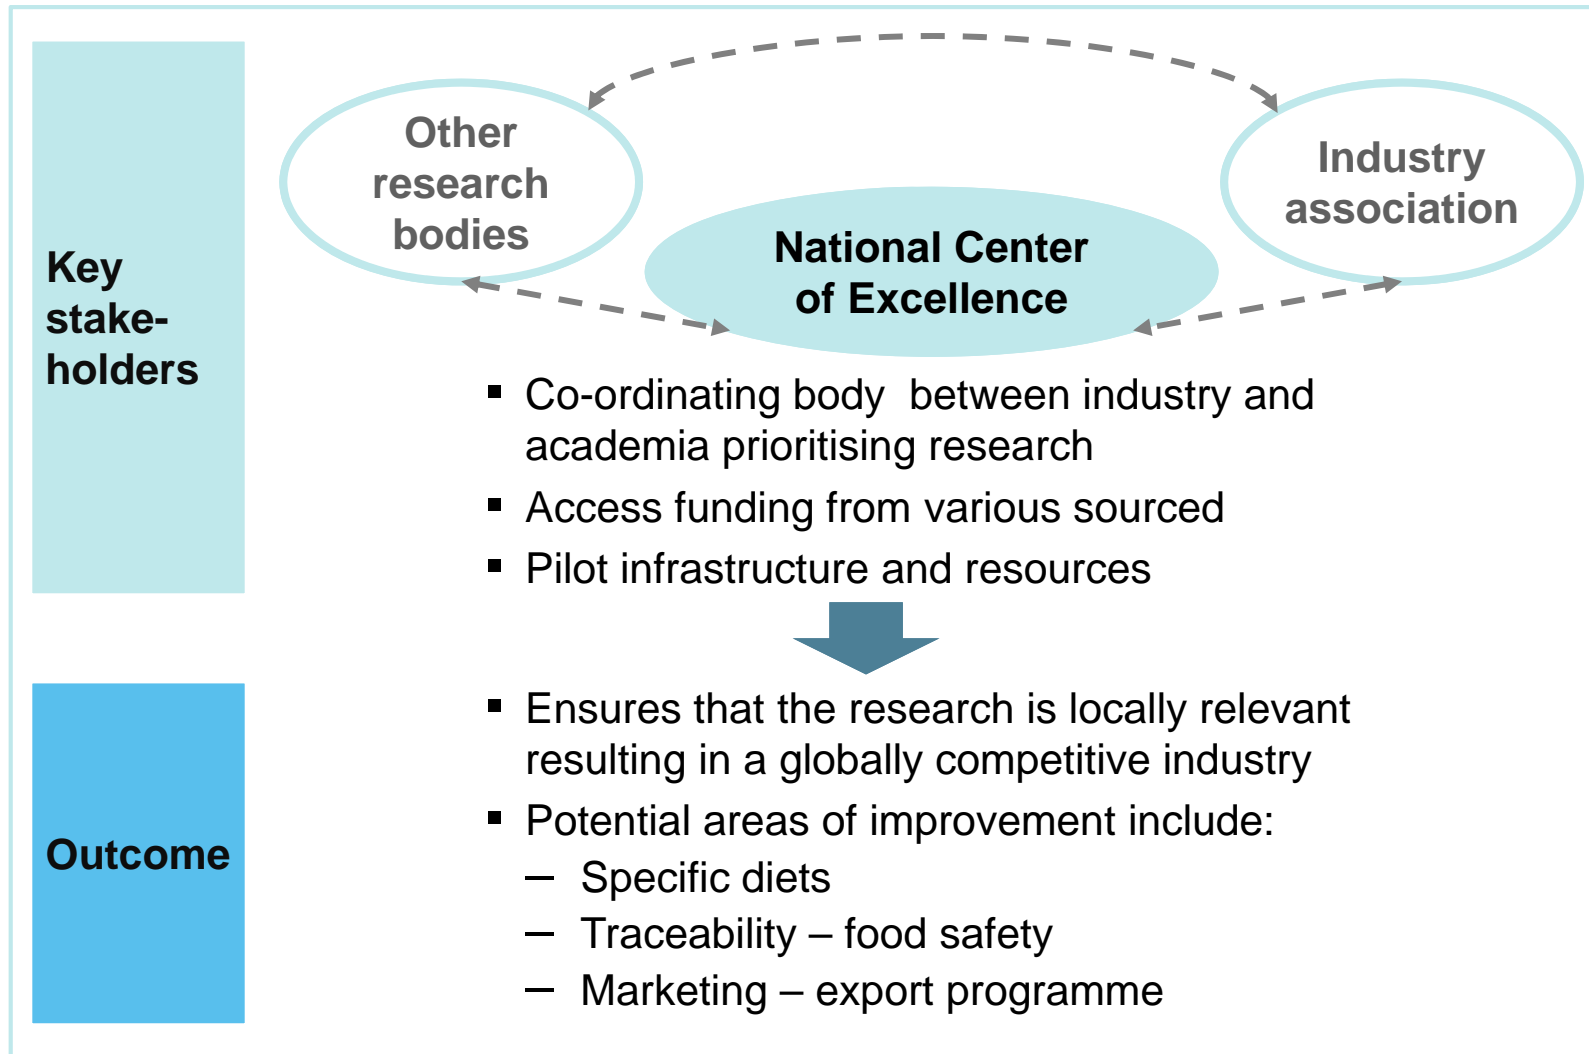 Key
stake-
holders
Other
research
bodies
Industry
association
National Center
of Excellence
▪ Co-ordinating body  between industry and
academia prioritising research
▪ Access funding from various sourced
▪ Pilot infrastructure and resources
Outcome
▪ Ensures that the research is locally relevant
resulting in a globally competitive industry
▪ Potential areas of improvement include:
– Specific diets
– Traceability – food safety
– Marketing – export programme